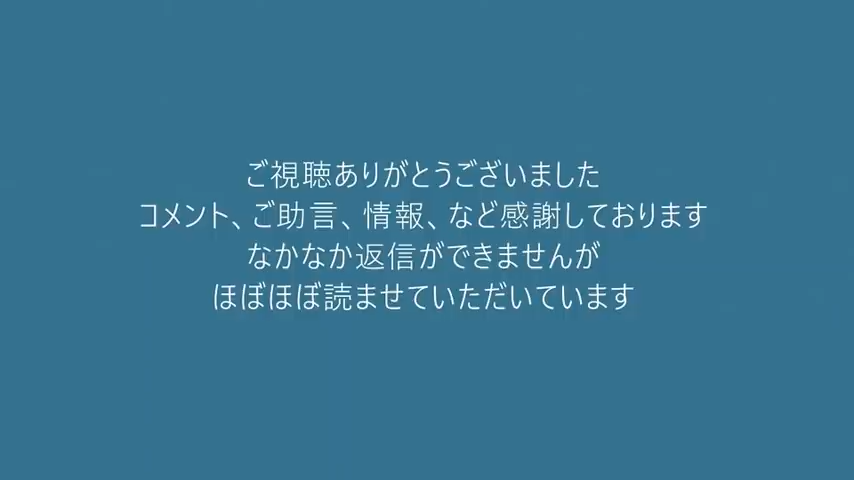 ご視聴ありがとうございました
コメント、ご助言、情報、など感謝しております
なかなか返信ができませんが
ほぼほぼ読ませていただいています